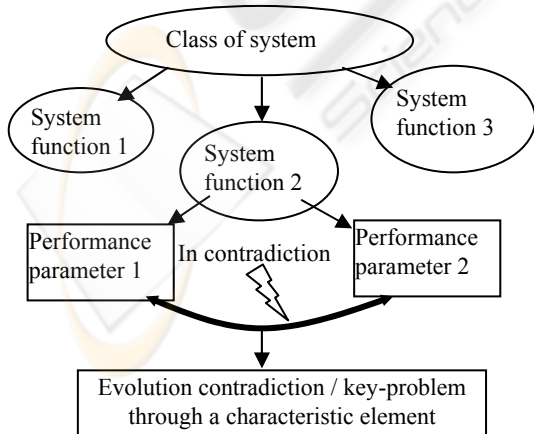 Class of system
System
function 1
System
function 2
System
function 3
Performance
parameter 1
In contradiction
Performance
parameter 2
Evolution contradiction / key-problem
through a characteristic element